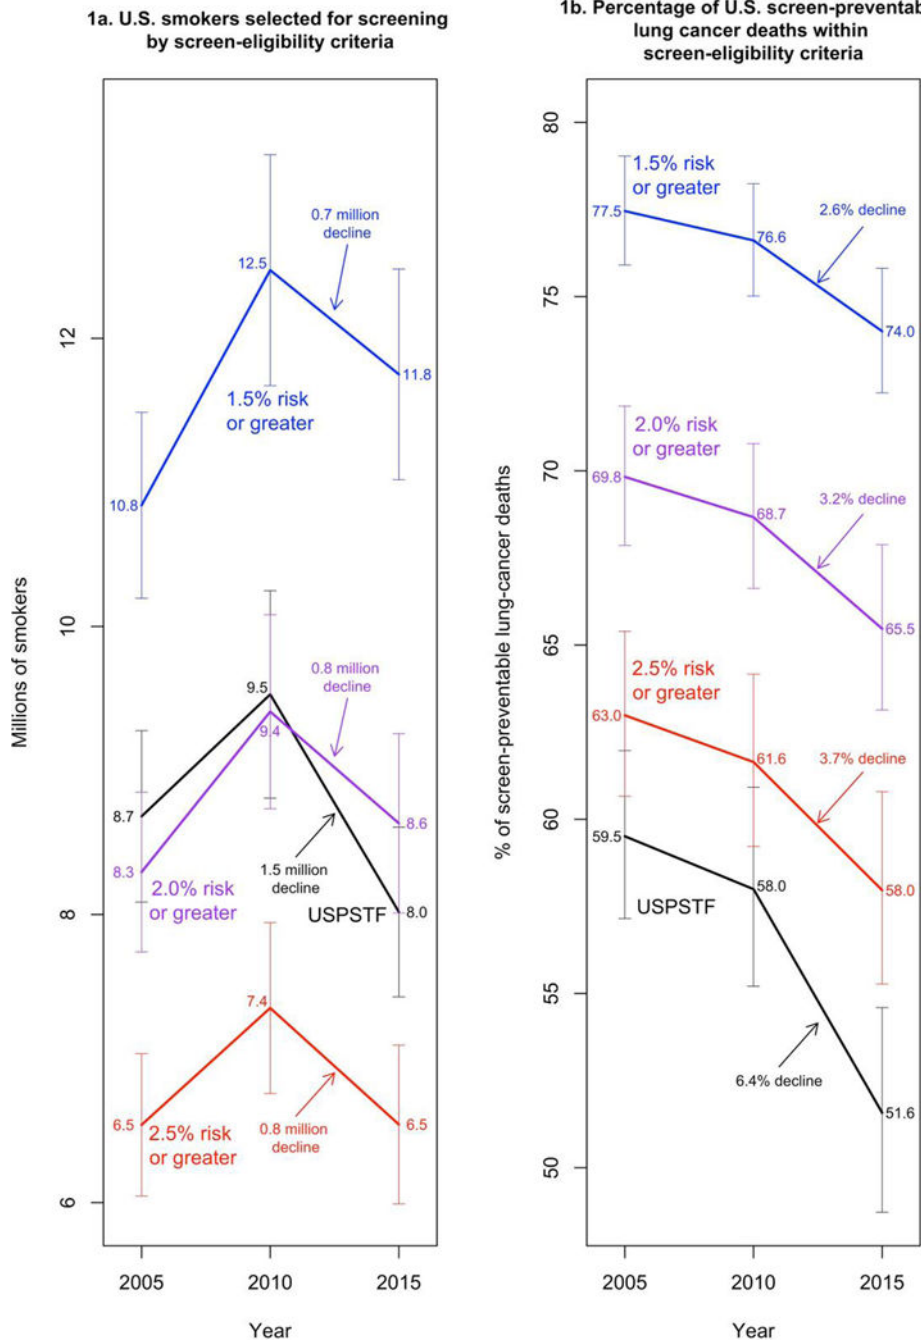 1a. U.S. smokers selected for screening
by screen-eligibility criteria
Millions of smokers
12
10
8
6
0.7 million
decline
12.5
11.8
1.5% risk
or greater
10.8
9.5
9.4
0.8 million
decline
8.7
8.3
8.6
1.5 million
decline
2.0% risk
or greater
USPSTF
8.0
7.4
6.5
6.5
2.5% risk
or greater
0.8 million
decline
2005
2010
2015
Year
1b. Percentage of U.S. screen-preventab
lung cancer deaths within
screen-eligibility criteria
% of screen-preventable lung-cancer deaths
80
75
70
65
60
55
50
1.5% risk
or greater
77.5
76.6
2.6% decline
74.0
2.0% risk
or greater
69.8
68.7
3.2% decline
65.5
2.5% risk
or greater
63.0
61.6
3.7% decline
58.0
59.5
58.0
USPSTF
6.4% decline
51.6
2005
2010
2015
Year